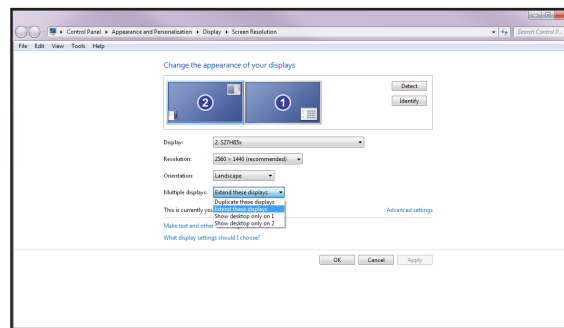 Control Panel ▸ Appearance and Personalization ▸ Display ▸ Screen Resolution
Search Control P...
File Edit View Tools Help
Change the appearance of your displays
2
1
Detect
Identify
Display: 2. S27H85x
Resolution: 2560 × 1440 (recommended)
Orientation: Landscape
Multiple displays: Extend these displays
Duplicate these displays
This is currently you Extend these displays Advanced settings
Show desktop only on 1
Make text and othe Show desktop only on 2
What display settings should I choose?
OK Cancel Apply